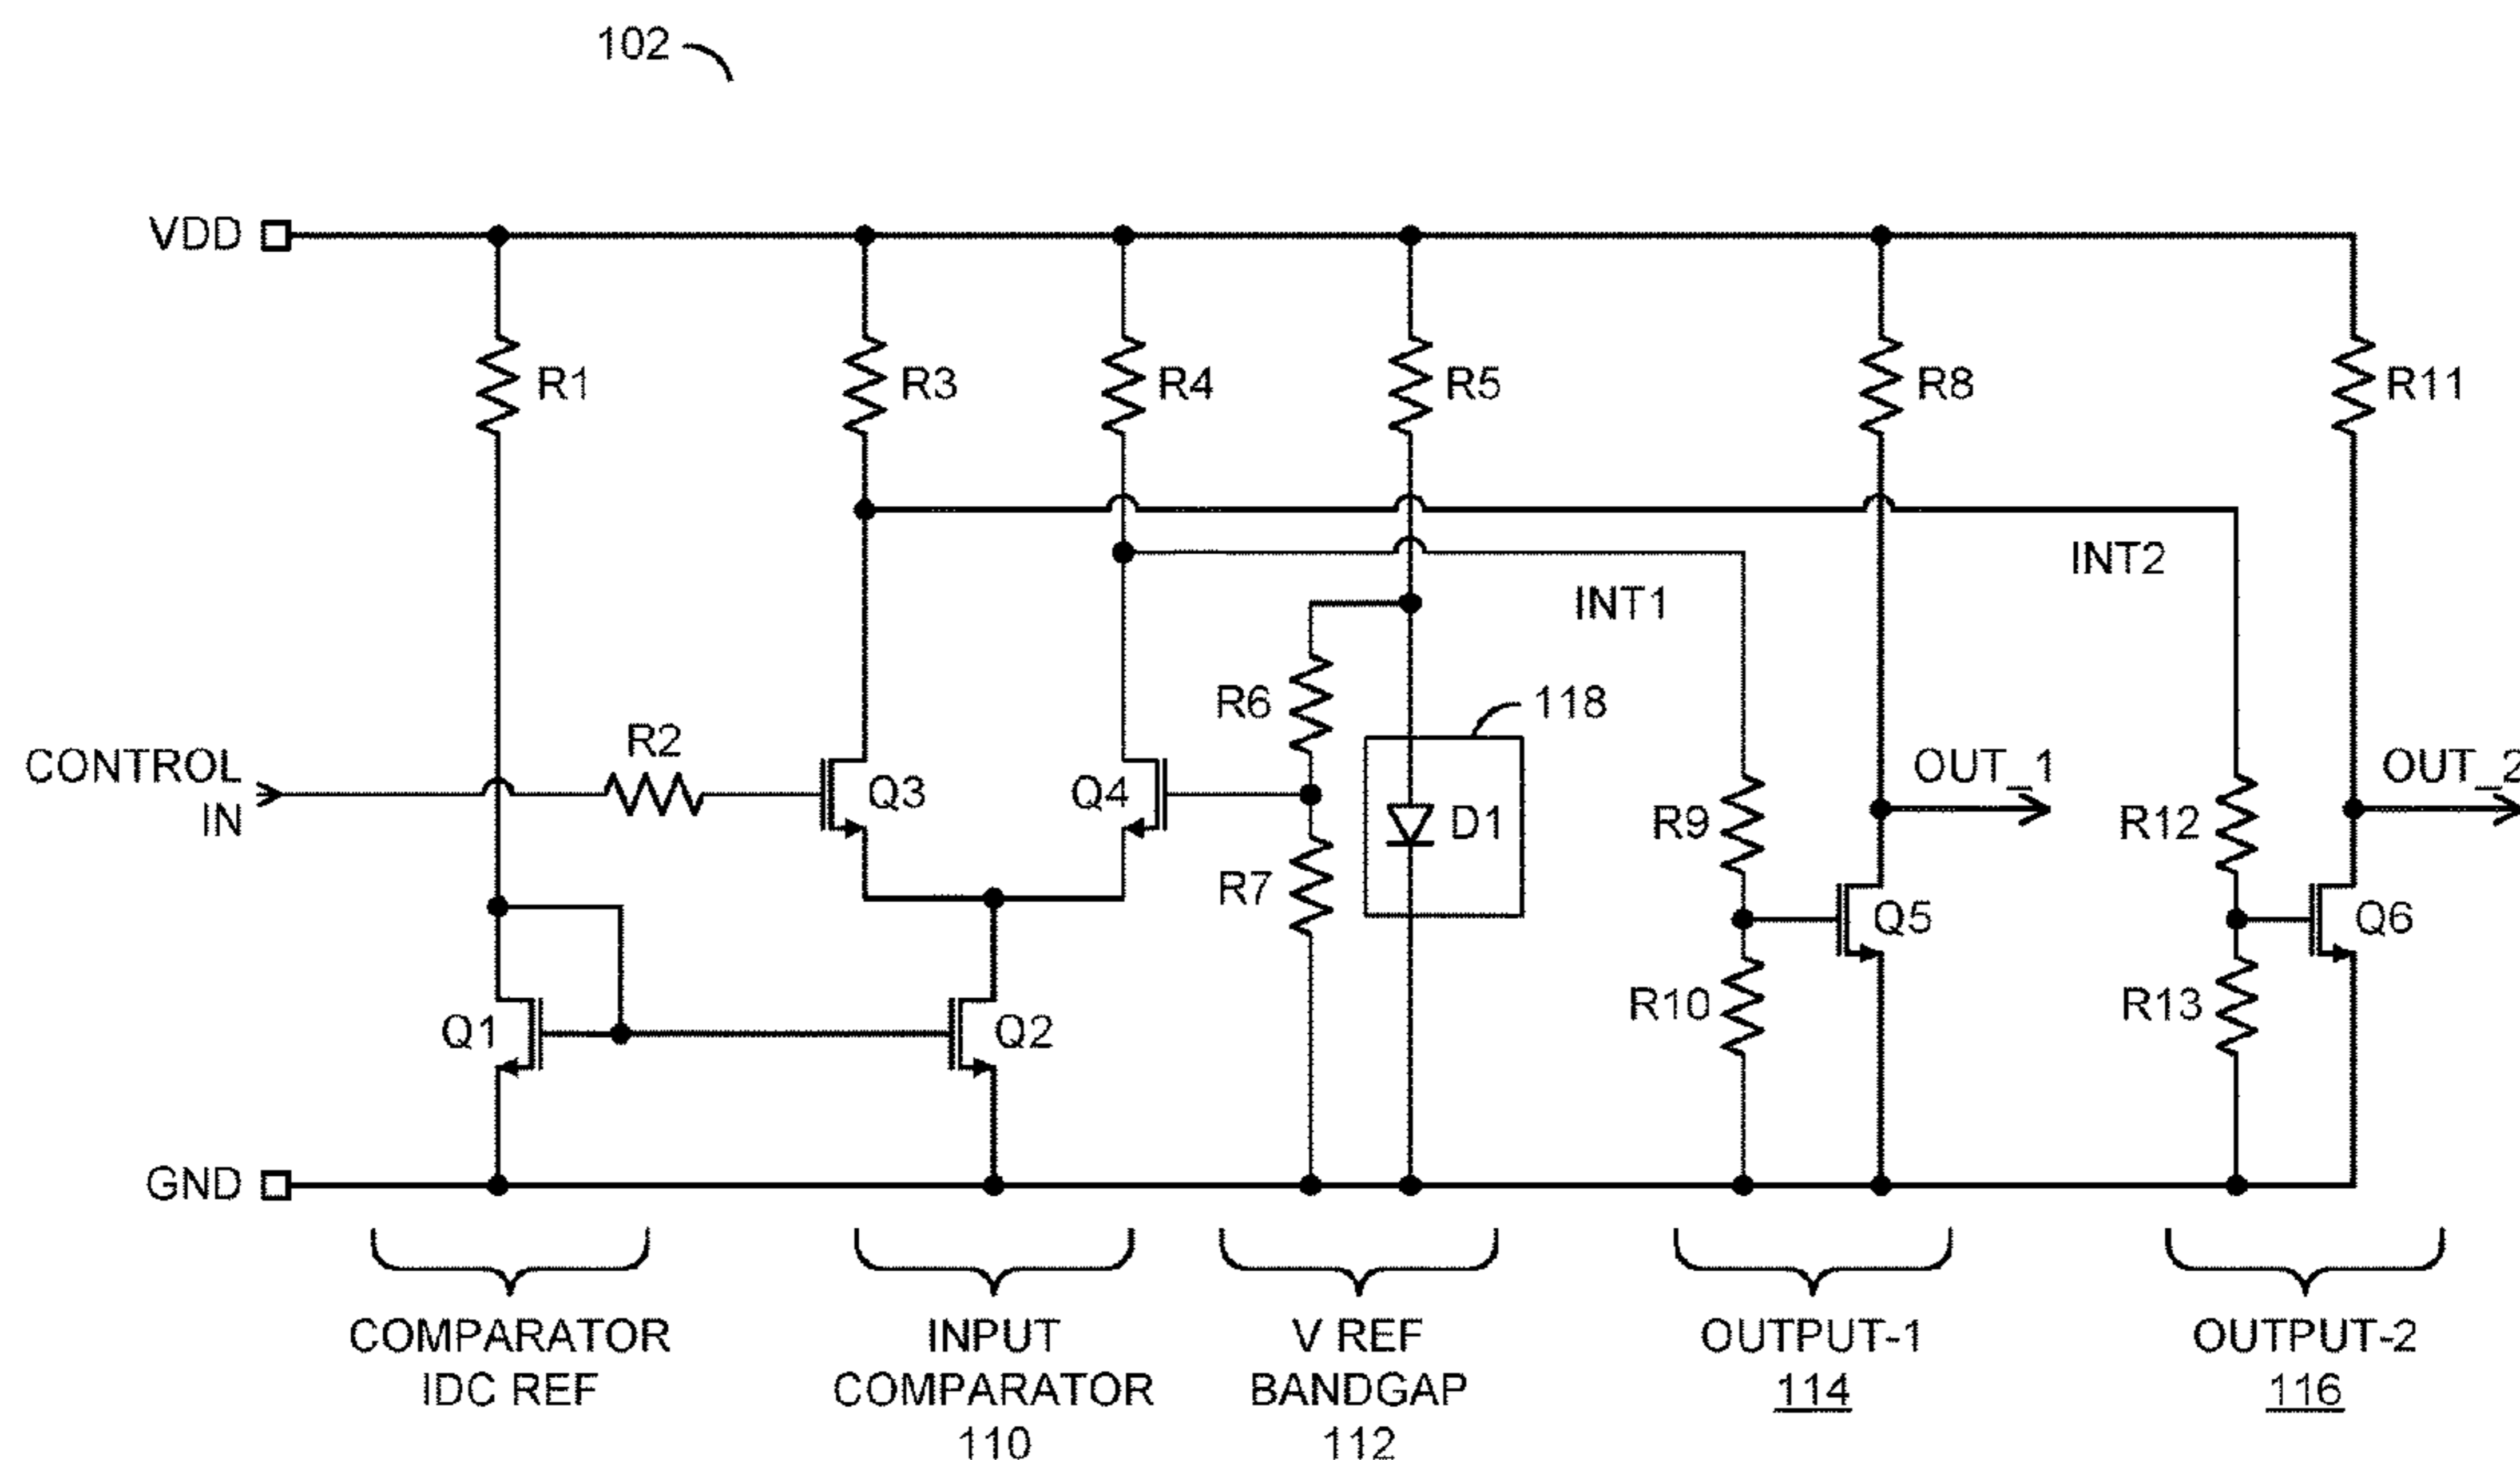 102
VDD
R1
R3
R4
R5
R8
R11
INT2
INT1
R6
118
R2
CONTROL
IN
Q3
Q4
D1
R7
R9
OUT_1
R12
OUT_2
Q5
Q6
R10
R13
Q1
Q2
GND
COMPARATOR
IDC REF
INPUT
COMPARATOR
110
V REF
BANDGAP
112
OUTPUT-1
114
OUTPUT-2
116